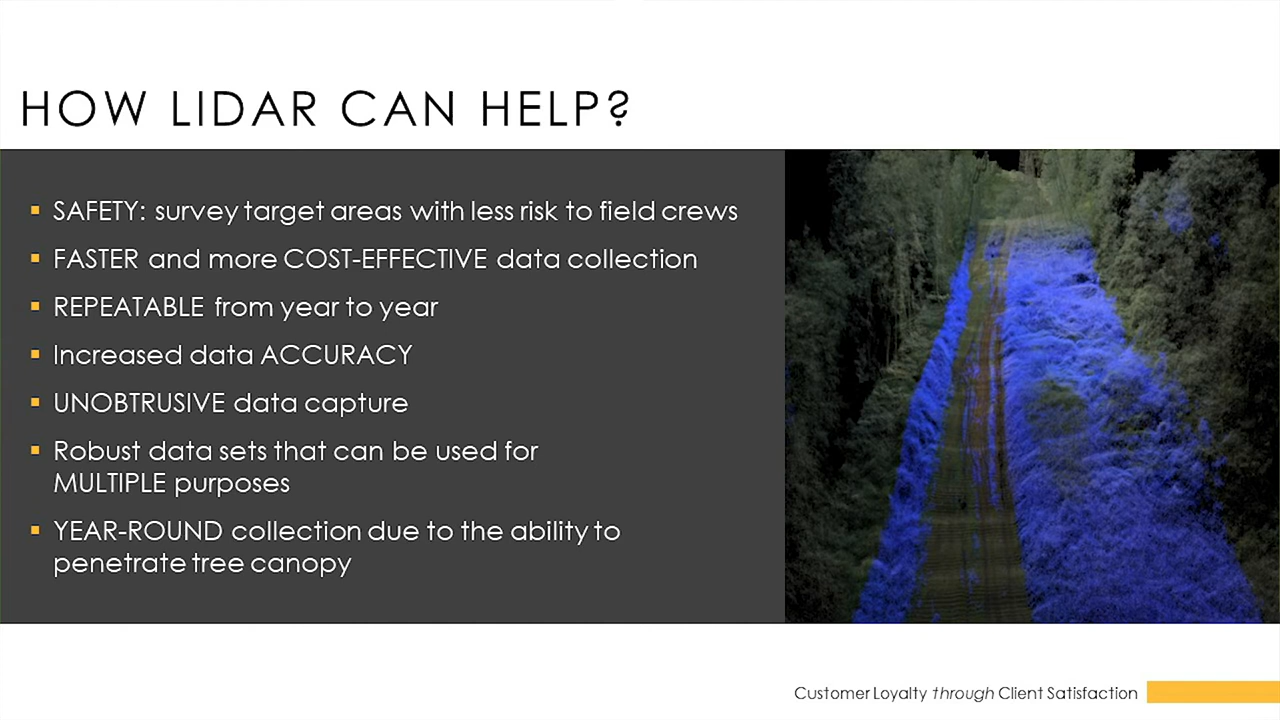 HOW LIDAR CAN HELP?
SAFETY: survey target areas with less risk to field crews
FASTER and more COST-EFFECTIVE data collection
REPEATABLE from year to year
Increased data ACCURACY
UNOBTRUSIVE data capture
Robust data sets that can be used for
MULTIPLE purposes
YEAR-ROUND collection due to the ability to
penetrate tree canopy
Customer Loyalty through Client Satisfaction